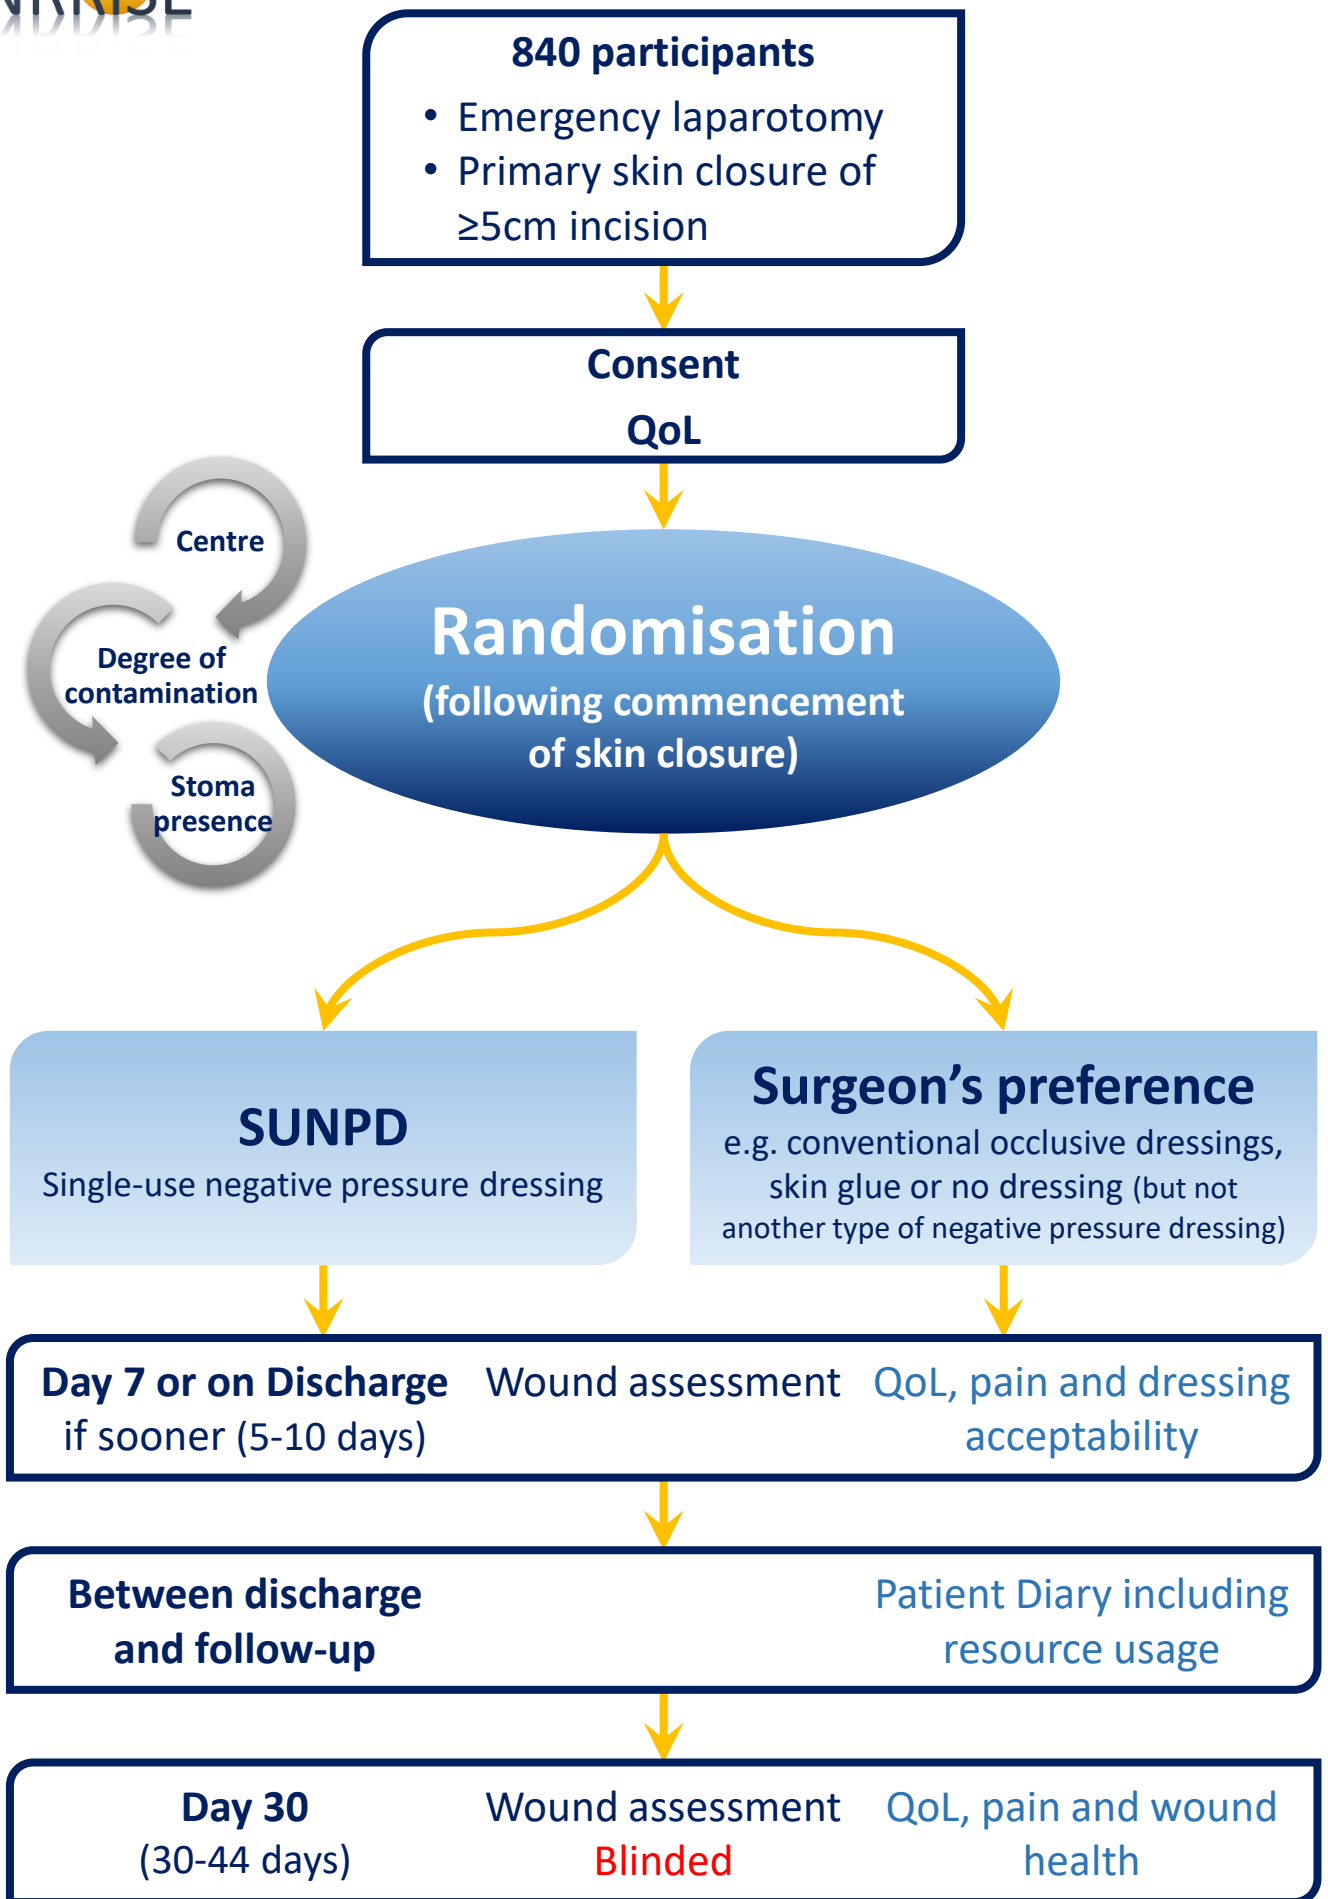 840 participants
• Emergency laparotomy
• Primary skin closure of
≥5cm incision
Consent
QoL
Centre
Degree of
contamination
Stoma
presence
Randomisation
(following commencement
of skin closure)
SUNPD
Single-use negative pressure dressing
Surgeon’s preference
e.g. conventional occlusive dressings,
skin glue or no dressing (but not
another type of negative pressure dressing)
Day 7 or on Discharge
if sooner (5-10 days)
Wound assessment
QoL, pain and dressing
acceptability
Between discharge
and follow-up
Patient Diary including
resource usage
Day 30
(30-44 days)
Wound assessment
Blinded
QoL, pain and wound
health